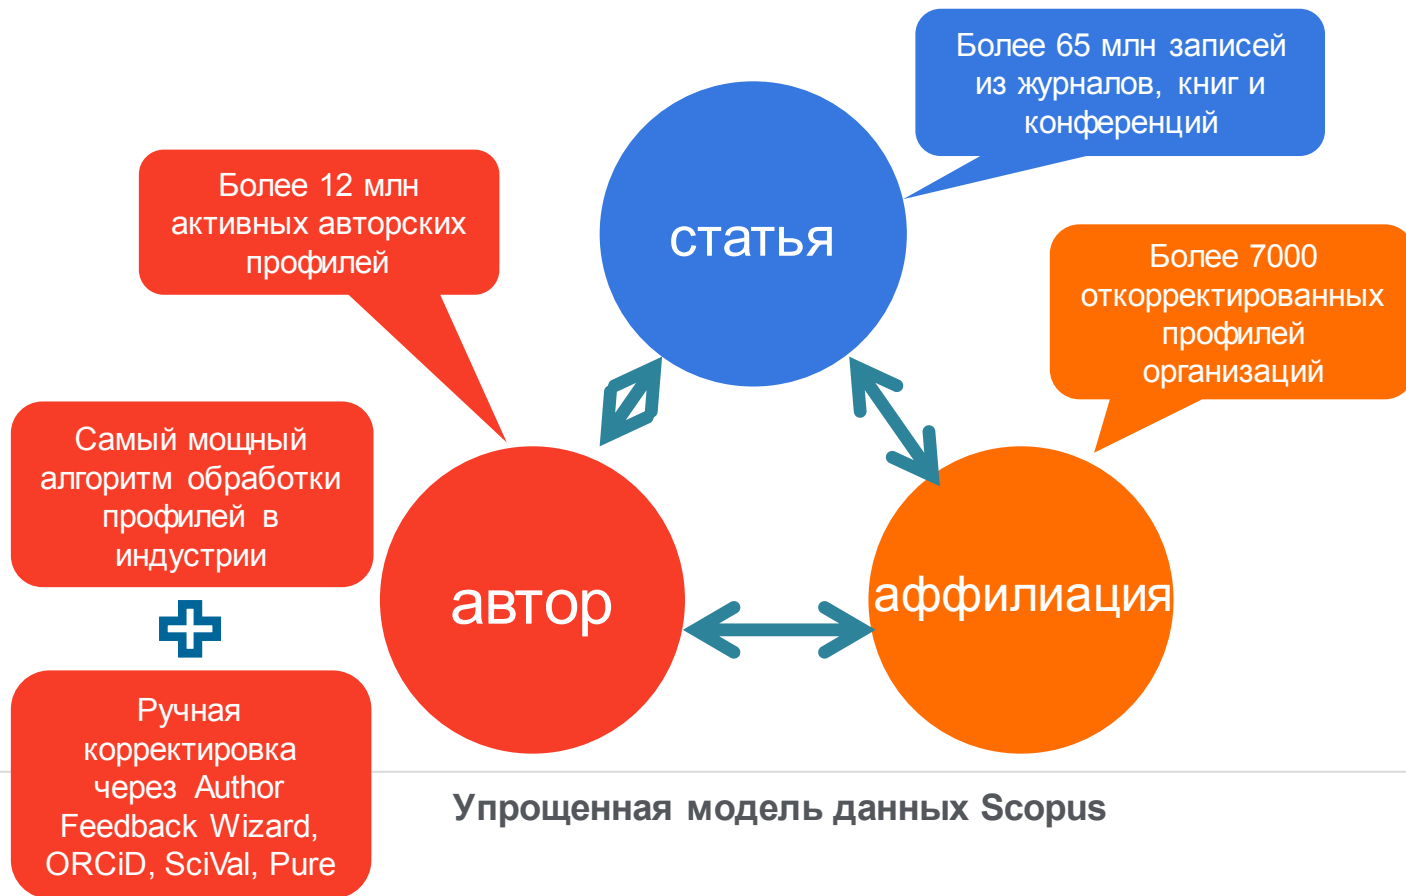 Более 65 млн записей
из журналов, книг и
конференций
Более 12 млн
активных авторских
профилей
статья
Более 7000
откорректированных
профилей
организаций
Самый мощный
алгоритм обработки
профилей в
индустрии
автор
аффилиация
Ручная
корректировка
через Author
Feedback Wizard,
ORCiD, SciVal, Pure
Упрощенная модель данных Scopus